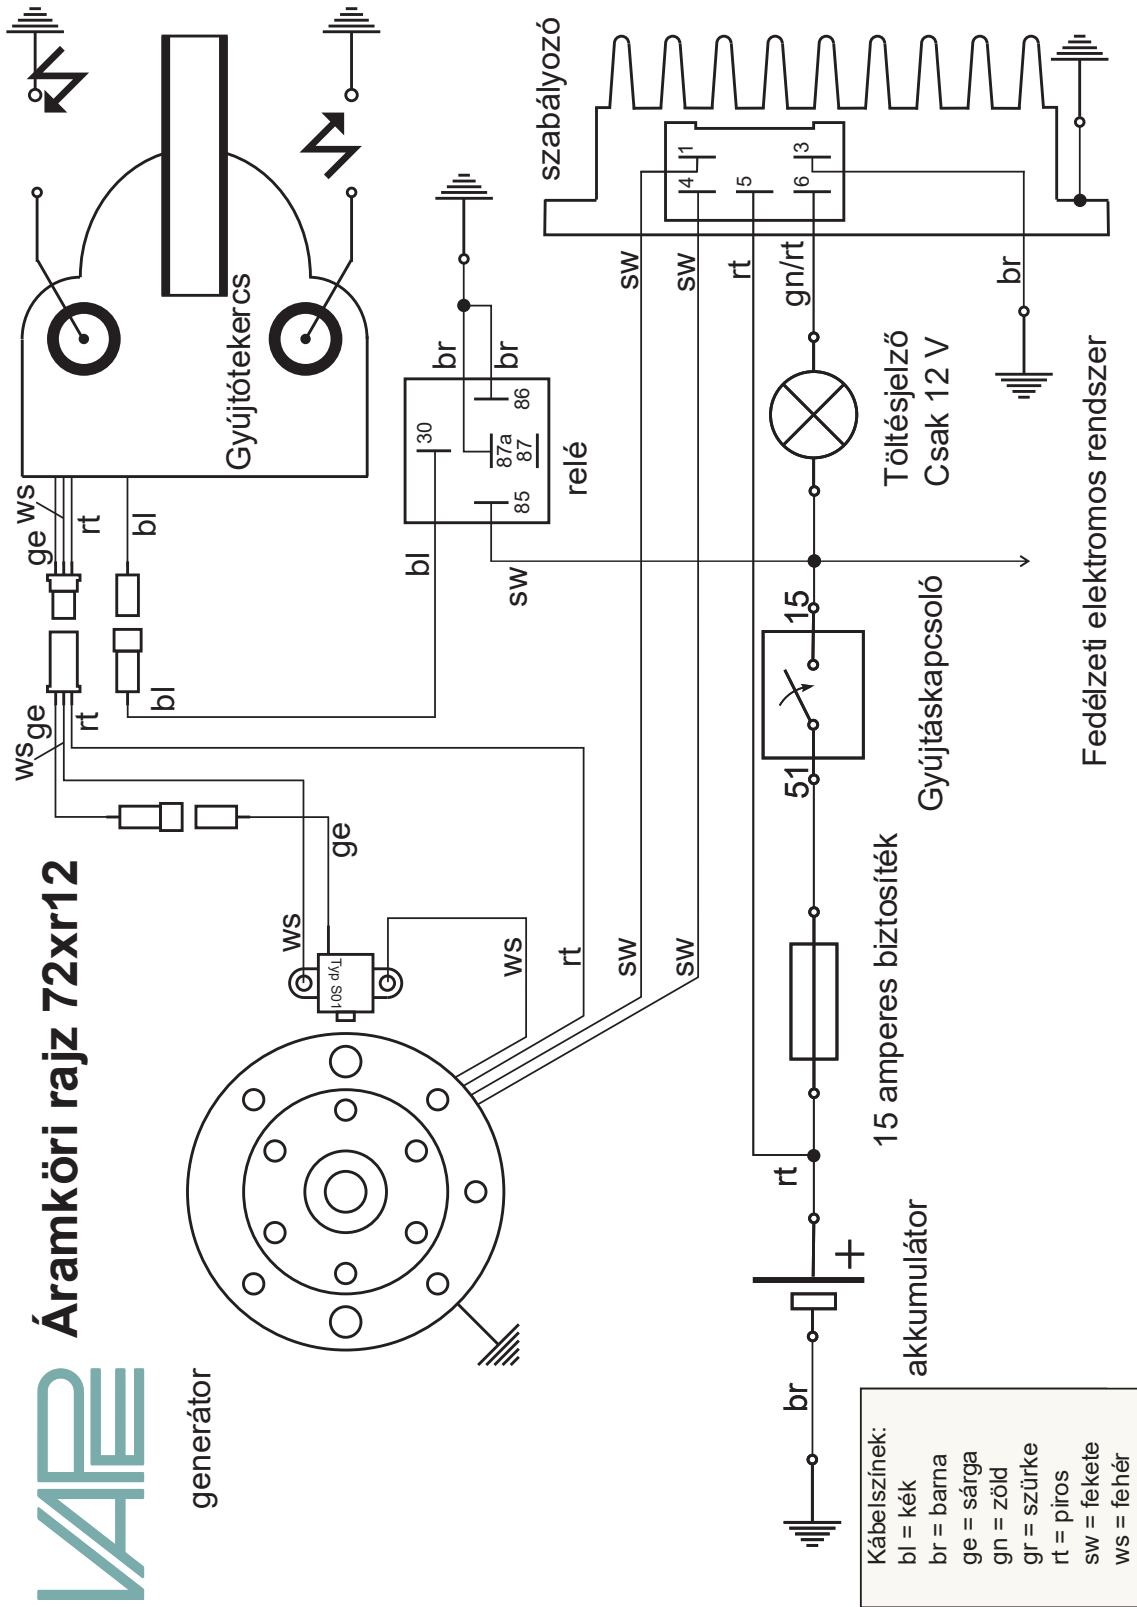 VAPE
Áramköri rajz 72xr12
generátor
Typ S01
ws
ge
ws
ge
rt
ws
rt
sw
sw
bl
ge
ws
rt
bl
Gyújtótekercs
bl
sw
br
br
30
85
87a
87
86
relé
szabályozó
1
4
5
3
6
sw
sw
rt
gn/rt
br
Töltésjelző
Csak 12 V
15
51
Gyújtáskapcsoló
Fedélzeti elektromos rendszer
15 amperes biztosíték
rt
+
akkumulátor
br
Kábelszínek:
bl = kék
br = barna
ge = sárga
gn = zöld
gr = szürke
rt = piros
sw = fekete
ws = fehér